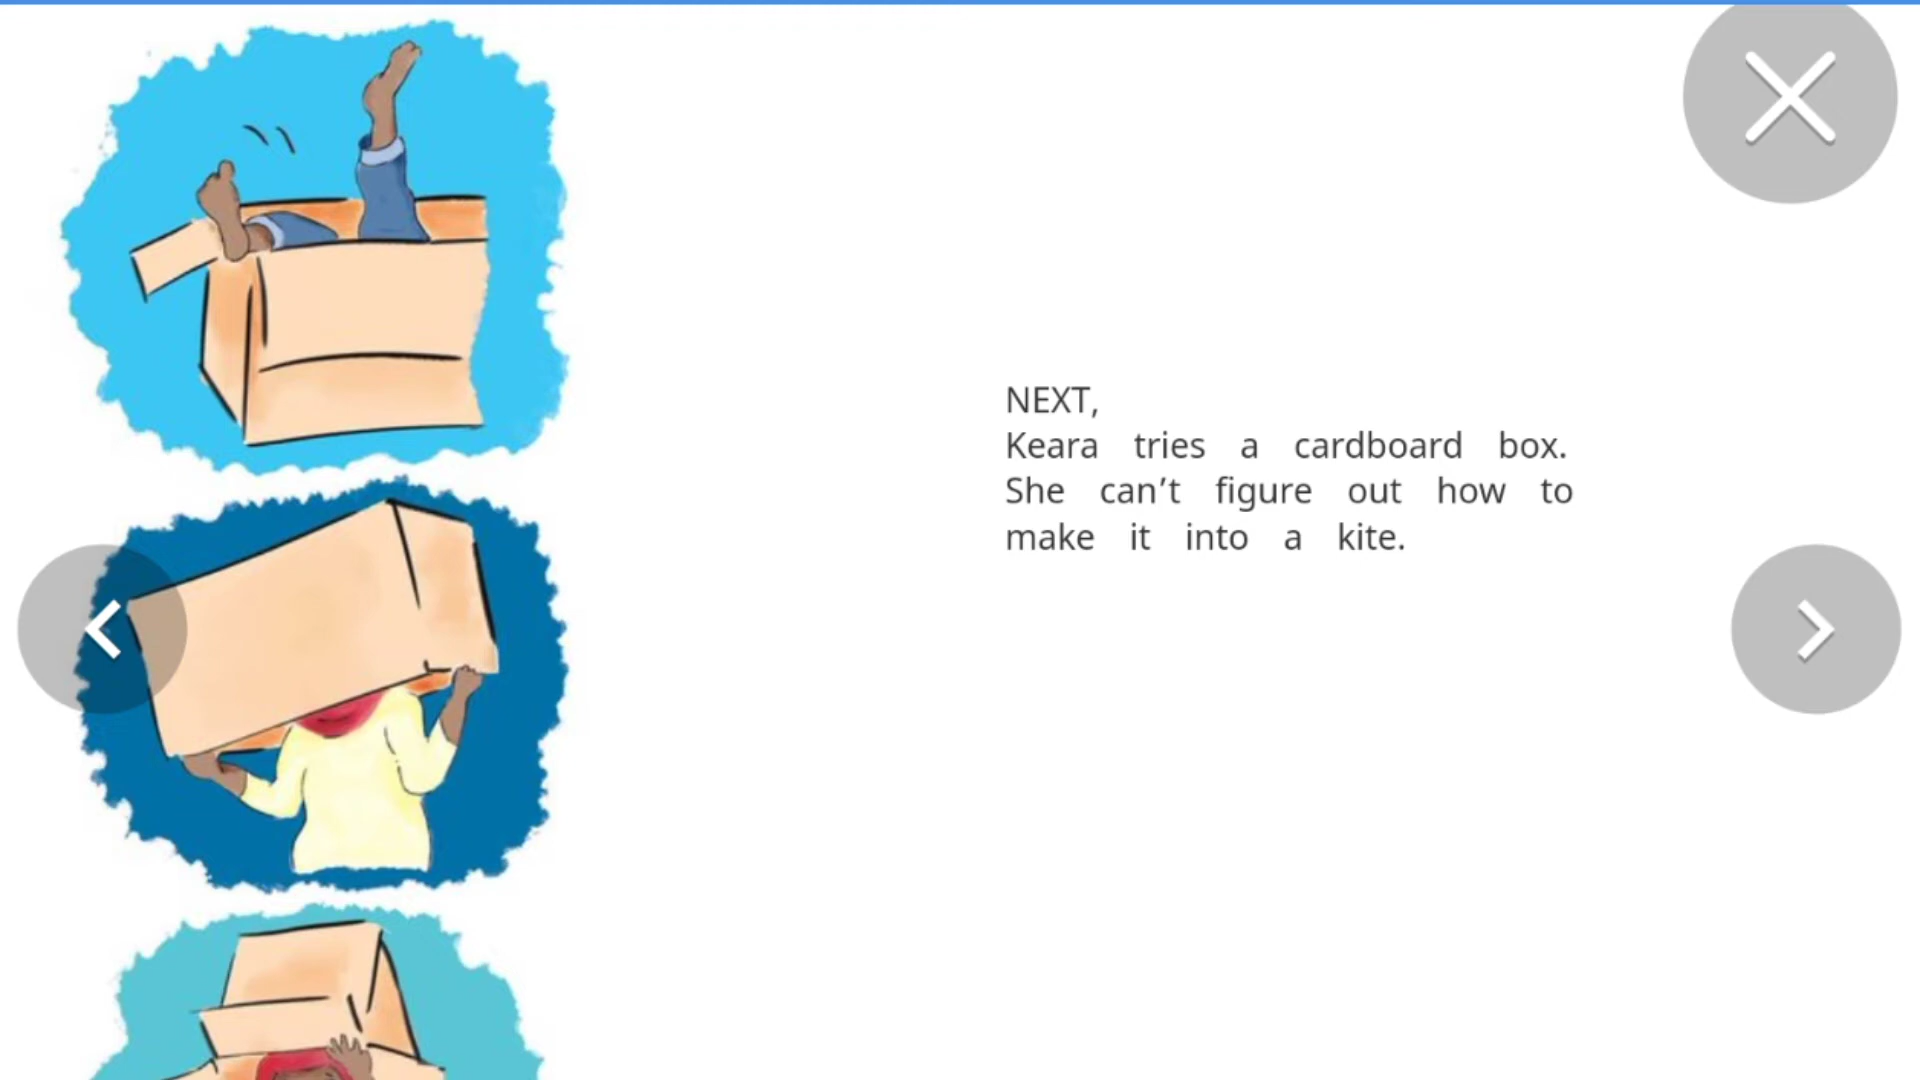 NEXT,
Keara tries a cardboard box.
She can’t figure out how to
make it into a kite.